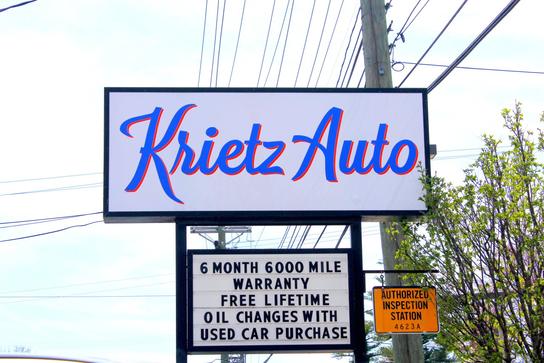 Krietz Auto
6 MONTH 6000 MILE
WARRANTY
FREE LIFETIME
OIL CHANGES WITH
USED CAR PURCHASE
AUTHORIZED
INSPECTION
STATION
4623A